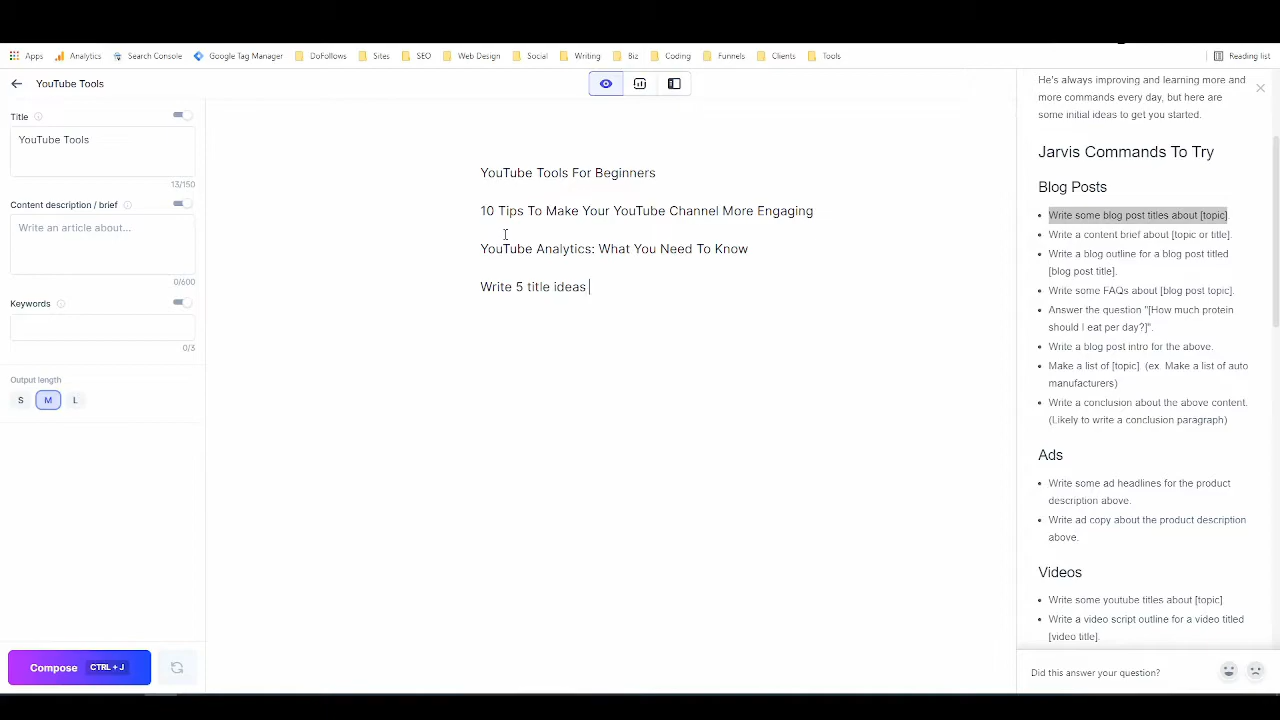 Apps Analytics Search Console Google Tag Manager DoFollows Sites SEO Web Design Social Writing Biz Coding Funnels Clients Tools Reading list
YouTube Tools
Title
YouTube Tools
13/150
Content description / brief
Write an article about...
0/600
Keywords
0/3
Output length
S M L
Compose CTRL + J
YouTube Tools For Beginners
10 Tips To Make Your YouTube Channel More Engaging
YouTube Analytics: What You Need To Know
Write 5 title ideas
He's always improving and learning more and
more commands every day, but here are
some initial ideas to get you started.
Jarvis Commands To Try
Blog Posts
Write some blog post titles about [topic].
Write a content brief about [topic or title].
Write a blog outline for a blog post titled
[blog post title].
Write some FAQs about [blog post topic].
Answer the question "[How much protein
should I eat per day?]".
Write a blog post intro for the above.
Make a list of [topic]. (ex. Make a list of auto
manufacturers)
Write a conclusion about the above content.
(Likely to write a conclusion paragraph)
Ads
Write some ad headlines for the product
description above.
Write ad copy about the product description
above.
Videos
Write some youtube titles about [topic]
Write a video script outline for a video titled
[video title].
Did this answer your question?